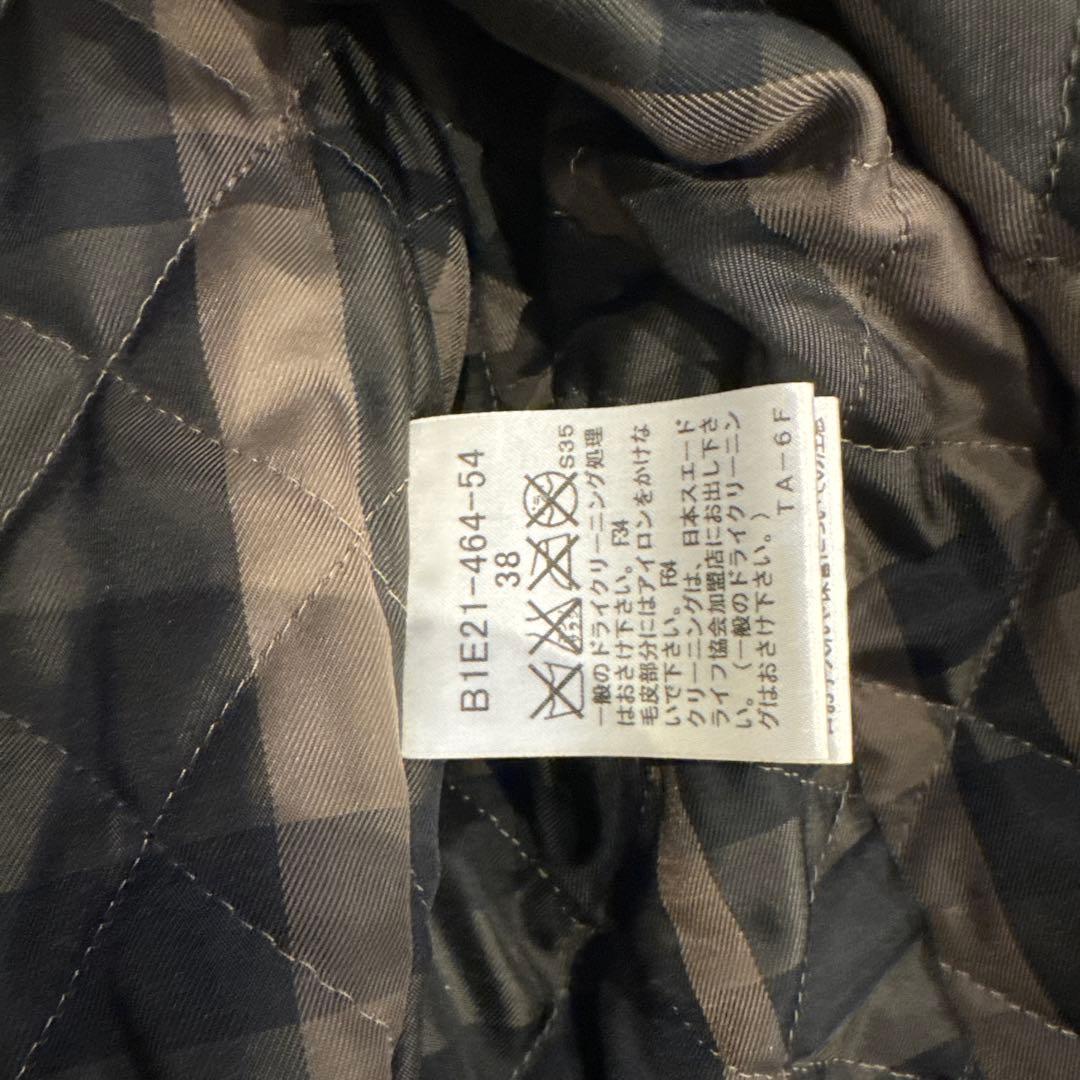 B1E21-464-54
38
S35
一般のドライクリーニング処理
はおさけ下さい。 F34
毛皮部分にはアイロンをかけな
いで下さい。 F64
クリーニングは、日本スエード
ライフ協会加盟店にお出し下さ
い。（一般のドライクリーニン
グはおさけ下さい。）
TA-6F